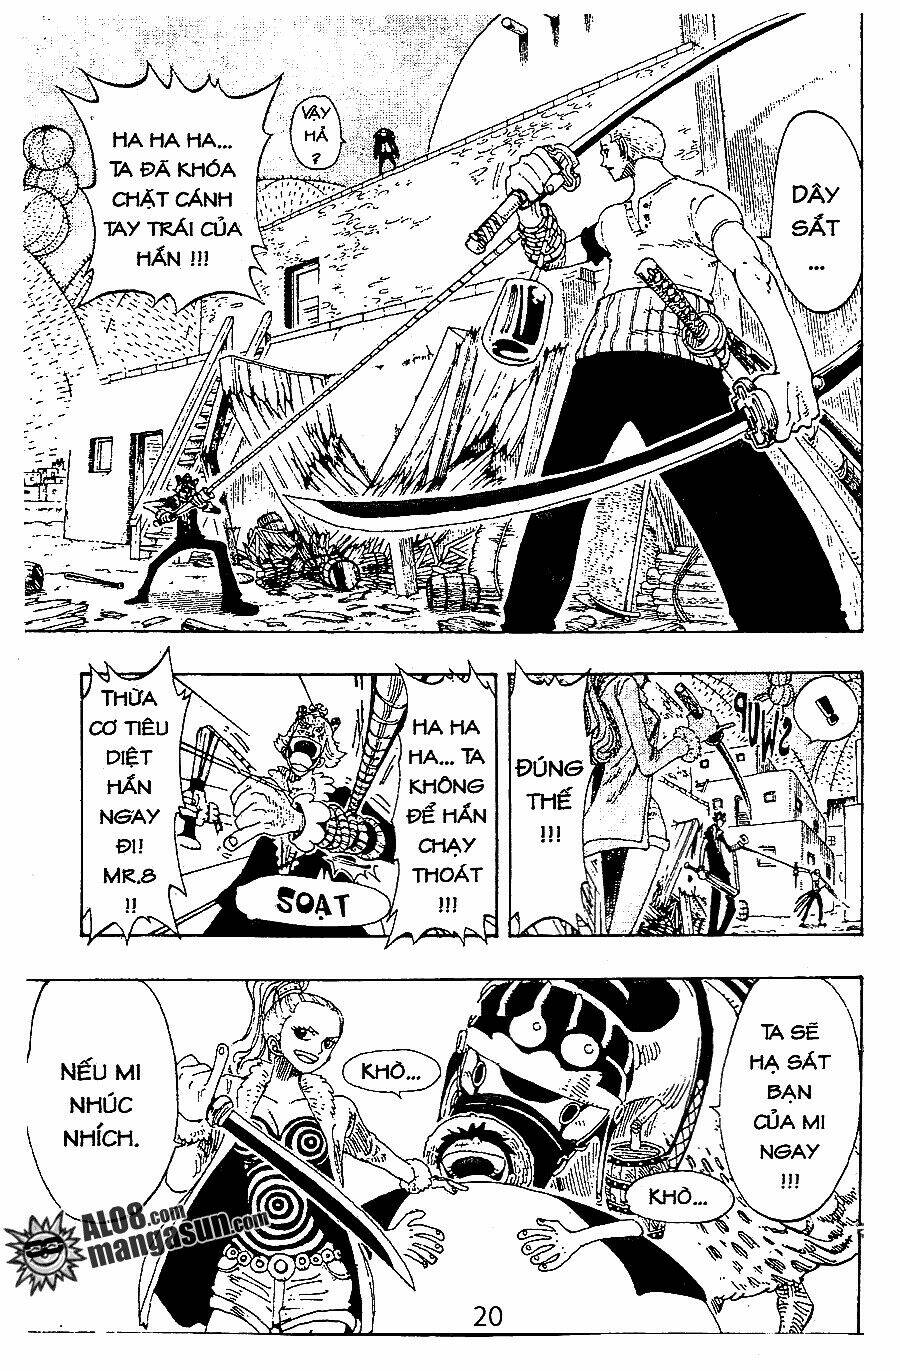 VẬY
HẢ
?
HA HA HA...
TA ĐÃ KHÓA
CHẶT CÁNH
TAY TRÁI CỦA
HẮN !!!
DÂY
SẮT
...
THỪA
CƠ TIÊU
DIỆT
HẮN
NGAY
ĐI!
MR.8
!!
HA HA
HA... TA
KHÔNG
ĐỂ HẮN
CHẠY
THOÁT
!!!
SOẠT
ĐÚNG
THẾ
!!!
!
SWUP
NẾU MI
NHÚC
NHÍCH.
KHÒ...
KHÒ...
TA SẼ
HẠ SÁT
BẠN
CỦA MI
NGAY
!!!
ALO8.com
mangasun.com
20